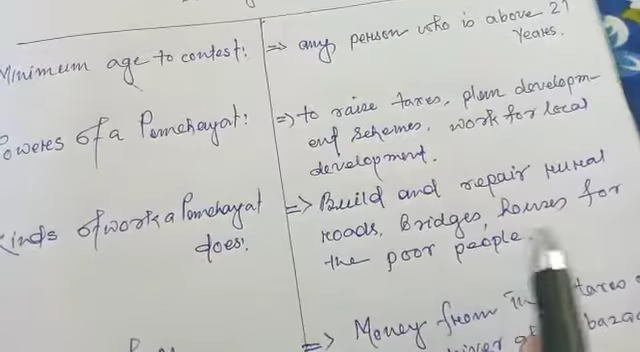 Minimum age to contest: => any person who is above 21
years.
Powers of a Panchayat: => to raise taxes, plan developm-
ent schemes, work for local
development.
Kinds of work a Panchayat => Build and repair rural
does: roads, Bridges, houses for
the poor people.
=> Money from taxes